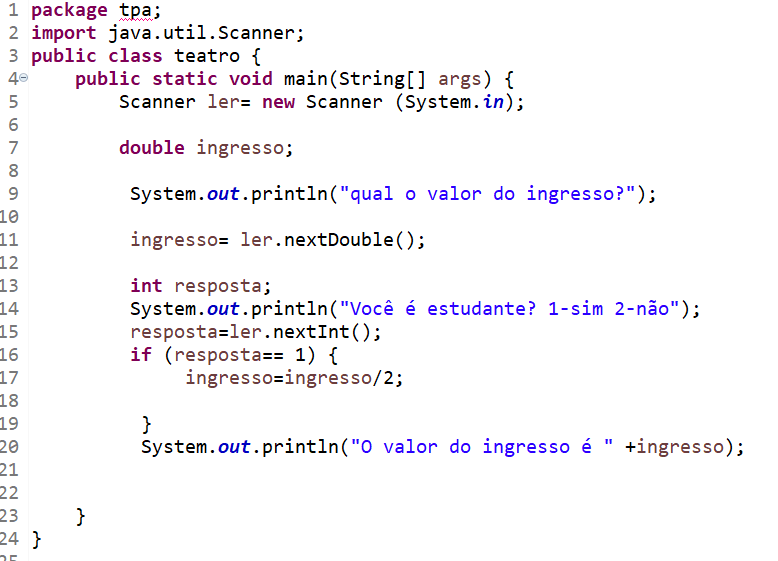 1 package tpa;
2 import java.util.Scanner;
3 public class teatro {
4 public static void main(String[] args) {
5 Scanner ler= new Scanner (System.in);
6
7 double ingresso;
8
9 System.out.println("qual o valor do ingresso?");
10
11 ingresso= ler.nextDouble();
12
13 int resposta;
14 System.out.println("Você é estudante? 1-sim 2-não");
15 resposta=ler.nextInt();
16 if (resposta== 1) {
17 ingresso=ingresso/2;
18
19 }
20 System.out.println("O valor do ingresso é " +ingresso);
21
22
23 }
24 }
25